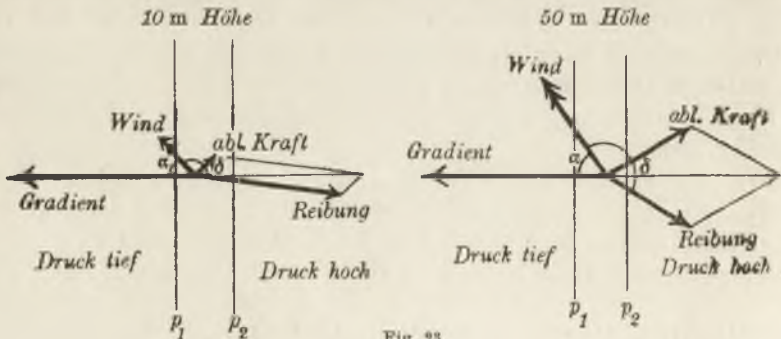 10 m Höhe
Wind
abl. Kraft
α
δ
Gradient
Reibung
Druck tief
Druck hoch
p1
p2
50 m Höhe
Wind
abl. Kraft
Gradient
α
δ
Reibung
Druck tief
Druck hoch
p1
p2
Fig.